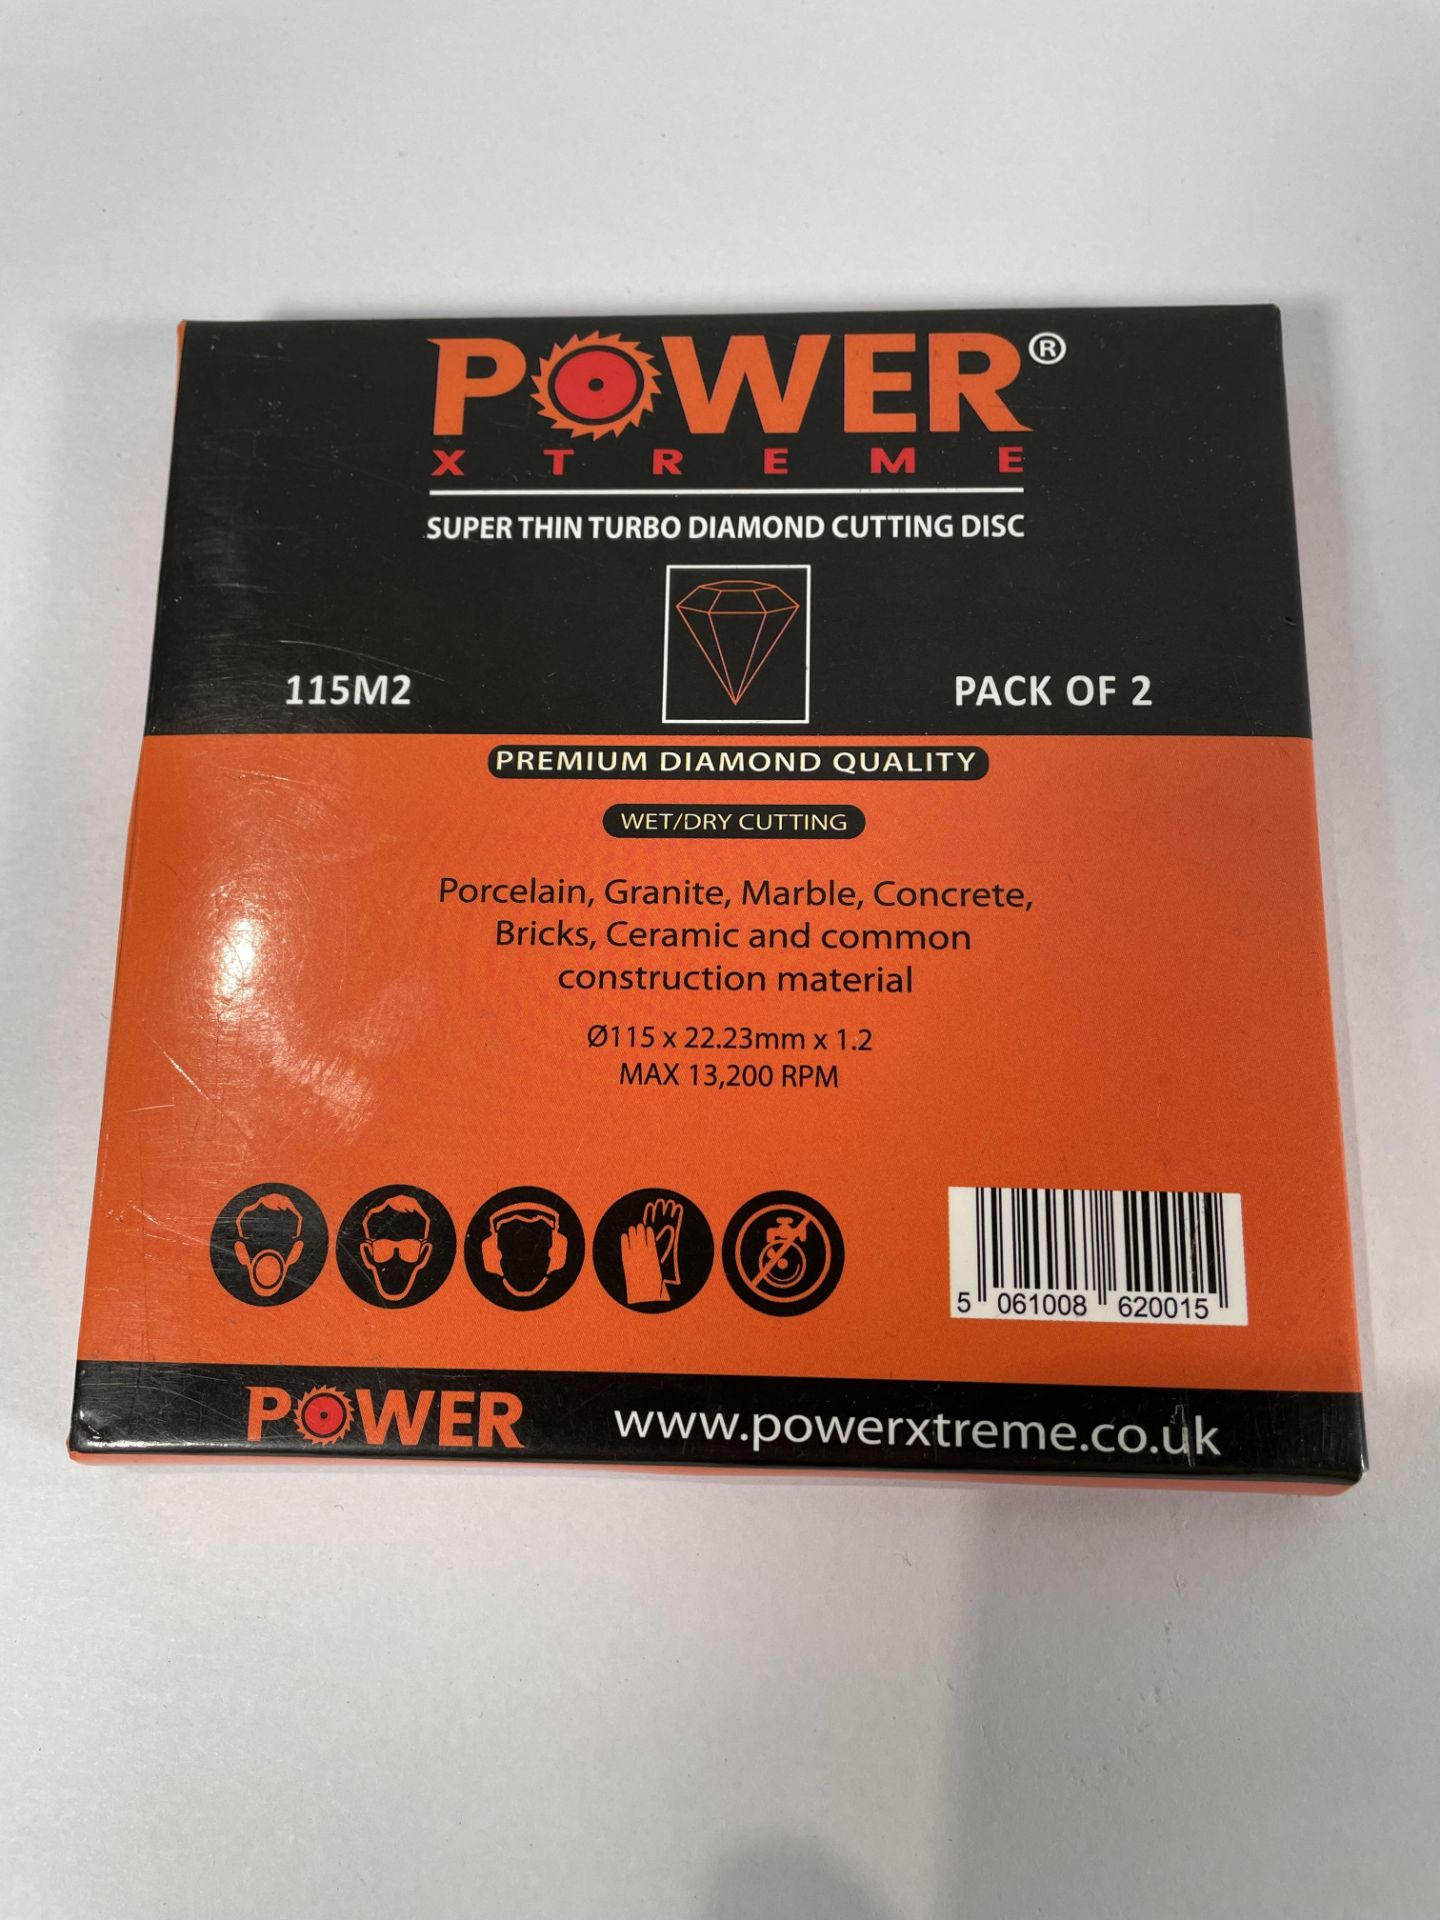 POWER®
XTREME
SUPER THIN TURBO DIAMOND CUTTING DISC
115M2
PACK OF 2
PREMIUM DIAMOND QUALITY
WET/DRY CUTTING
Porcelain, Granite, Marble, Concrete,
Bricks, Ceramic and common
construction material
Ø115 x 22.23mm x 1.2
MAX 13,200 RPM
5 061008 620015
POWER
www.powerxtreme.co.uk